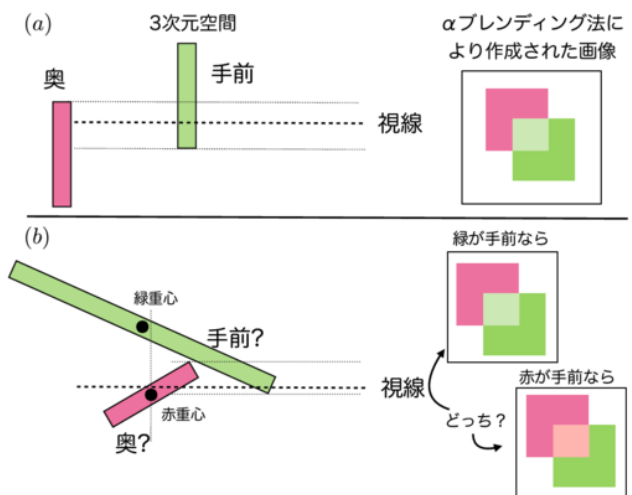 (a)
3次元空間
αブレンディング法に
より作成された画像
奥
手前
視線
(b)
緑が手前なら
緑重心
手前?
視線
赤が手前なら
どっち？
赤重心
奥?